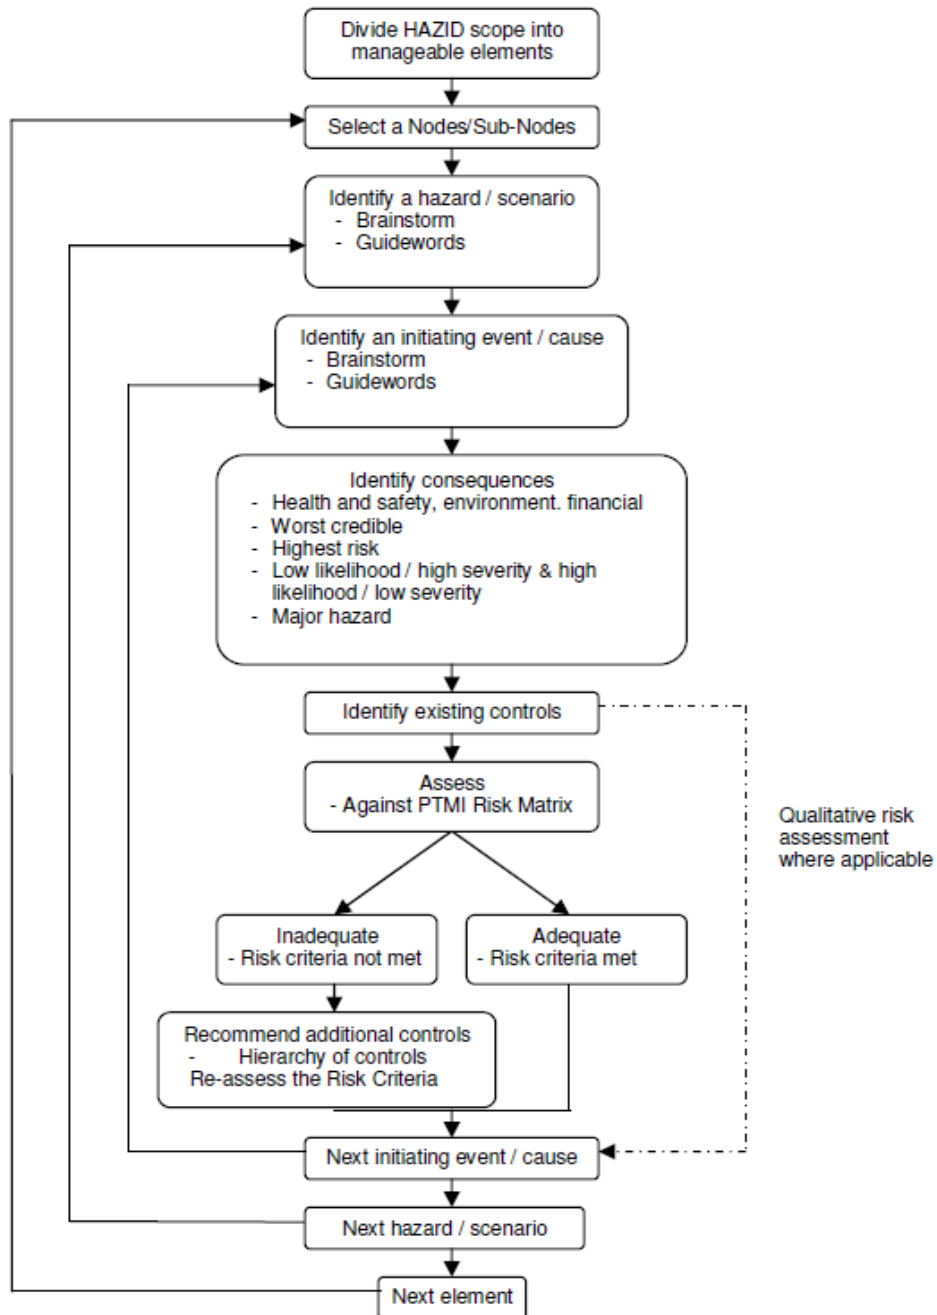 Divide HAZID scope into
manageable elements
Select a Nodes/Sub-Nodes
Identify a hazard / scenario
- Brainstorm
- Guidewords
Identify an initiating event / cause
- Brainstorm
- Guidewords
Identify consequences
- Health and safety, environment. financial
- Worst credible
- Highest risk
- Low likelihood / high severity & high
likelihood / low severity
- Major hazard
Identify existing controls
Assess
- Against PTMI Risk Matrix
Qualitative risk
assessment
where applicable
Inadequate
- Risk criteria not met
Adequate
- Risk criteria met
Recommend additional controls
- Hierarchy of controls
Re-assess the Risk Criteria
Next initiating event / cause
Next hazard / scenario
Next element